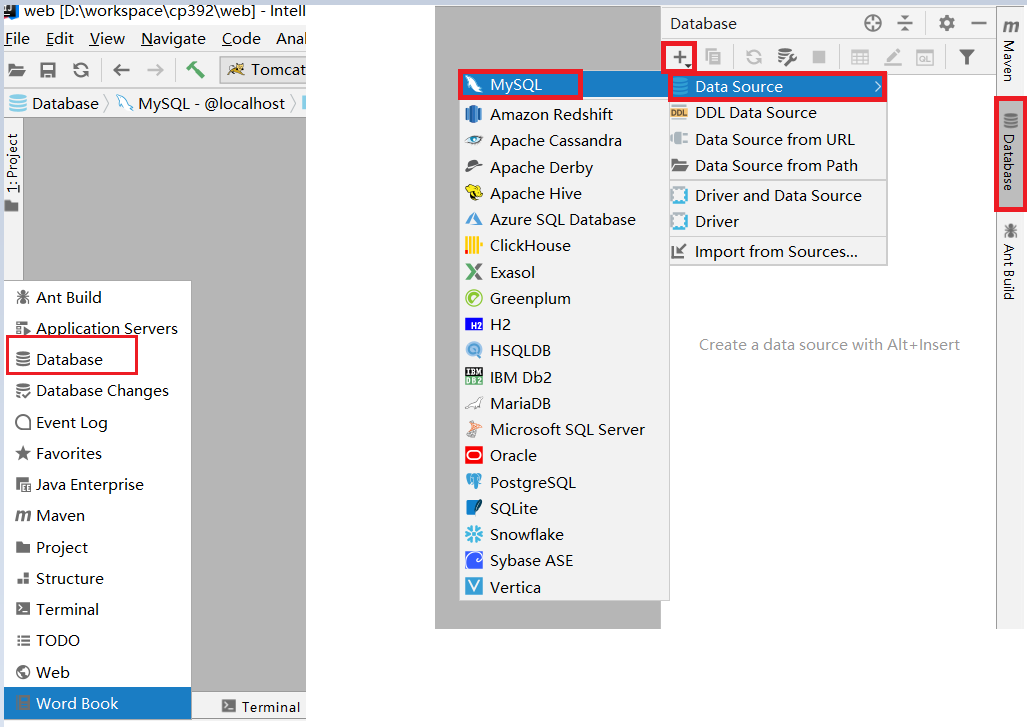 web [D:\workspace\cp392\web] - Intell
File Edit View Navigate Code Anal
Tomcat
Database MySQL - @localhost
1: Project
Ant Build
Application Servers
Database
Database Changes
Event Log
Favorites
Java Enterprise
Maven
Project
Structure
Terminal
TODO
Web
Word Book
Terminal
Database
MySQL
Amazon Redshift
Apache Cassandra
Apache Derby
Apache Hive
Azure SQL Database
ClickHouse
Exasol
Greenplum
H2 H2
HSQLDB
IBM DB2 IBM Db2
MariaDB
Microsoft SQL Server
Oracle
PostgreSQL
SQLite
Snowflake
Sybase ASE
Vertica
QL
Data Source
DDL DDL Data Source
Data Source from URL
Data Source from Path
Driver and Data Source
Driver
Import from Sources...
Create a data source with Alt+Insert
m Maven
Database
Ant Build